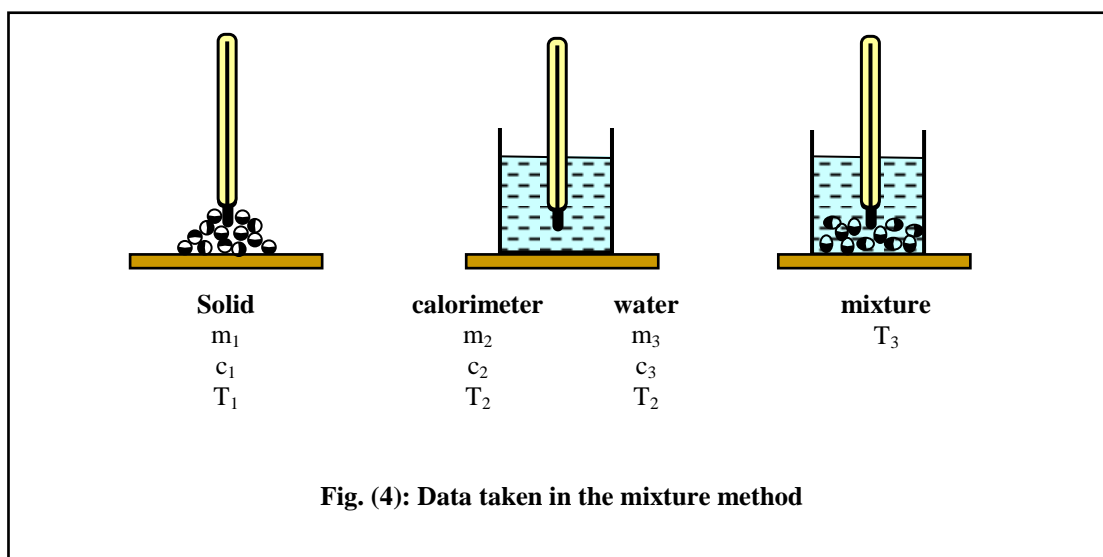 Solid calorimeter water mixture
m₁ m₂ m₃ T₃
c₁ c₂ c₃
T₁ T₂ T₂
Fig. (4): Data taken in the mixture method